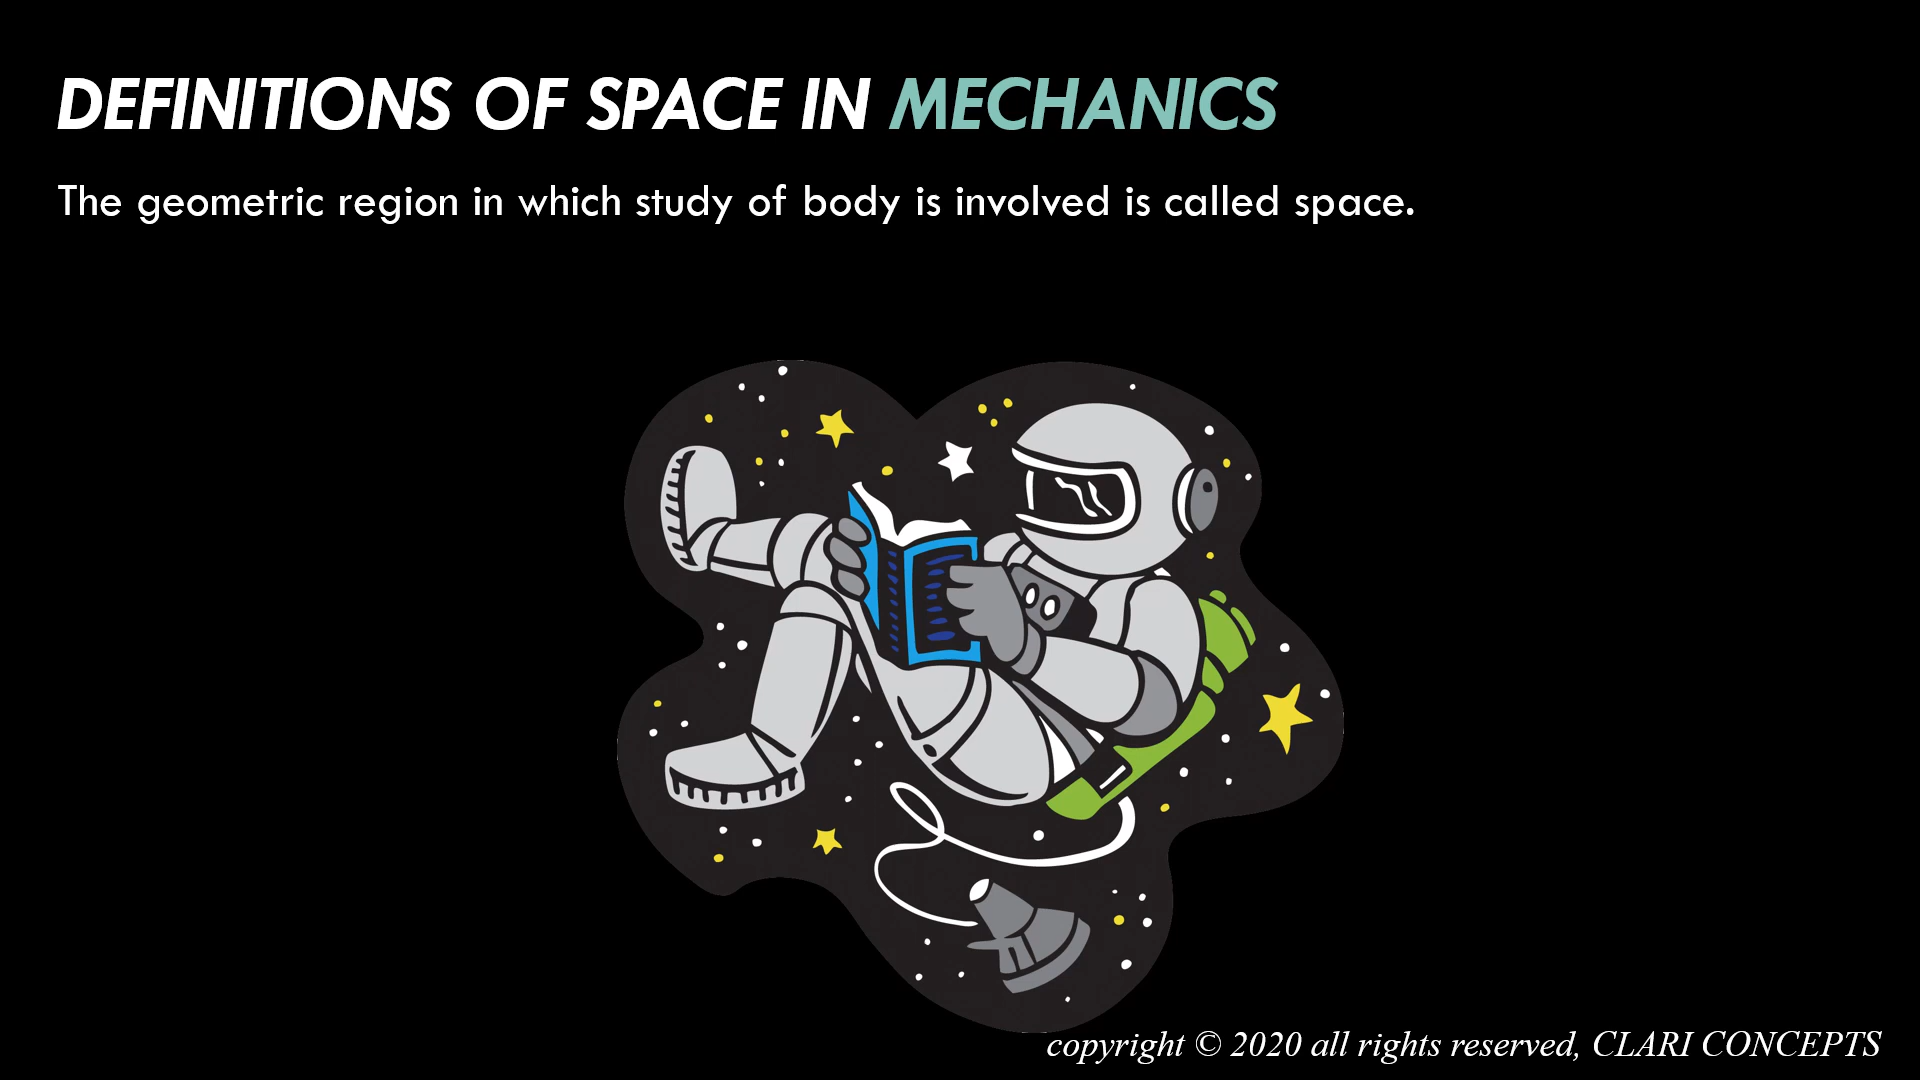 DEFINITIONS OF SPACE IN MECHANICS
The geometric region in which study of body is involved is called space.
copyright © 2020 all rights reserved, CLARI CONCEPTS